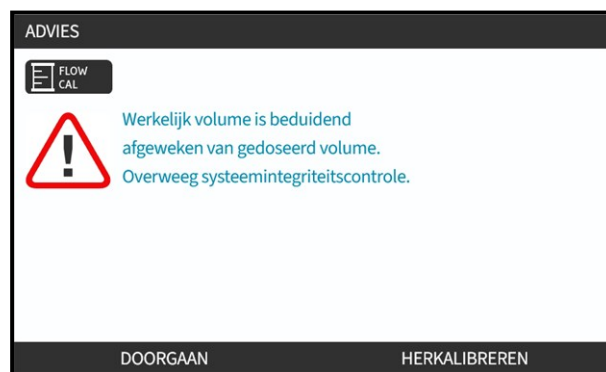 ADVIES
FLOW
CAL
Werkelijk volume is beduidend
afgeweken van gedoseerd volume.
Overweeg systeemintegriteitscontrole.
DOORGAAN HERKALIBREREN